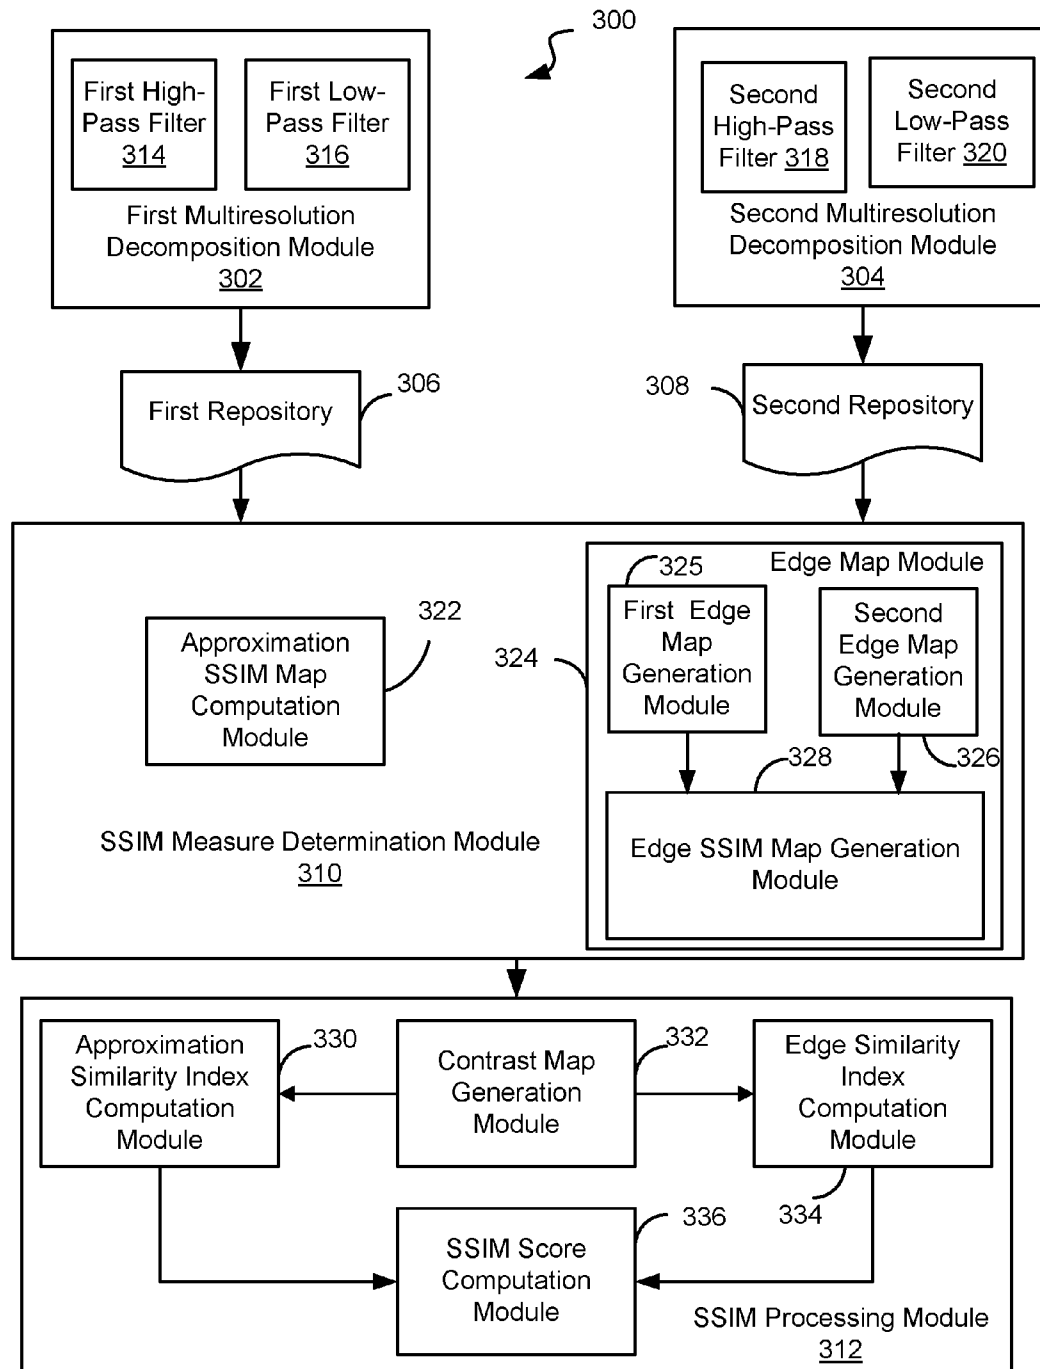 300
First High-
Pass Filter
314
First Low-
Pass Filter
316
First Multiresolution
Decomposition Module
302
Second
High-Pass
Filter 318
Second
Low-Pass
Filter 320
Second Multiresolution
Decomposition Module
304
First Repository
306
308
Second Repository
Approximation
SSIM Map
Computation
Module
322
SSIM Measure Determination Module
310
324
Edge Map Module
325
First Edge
Map
Generation
Module
Second
Edge Map
Generation
Module
326
328
Edge SSIM Map Generation
Module
Approximation
Similarity Index
Computation
Module
330
Contrast Map
Generation
Module
332
Edge Similarity
Index
Computation
Module
334
SSIM Score
Computation
Module
336
SSIM Processing Module
312